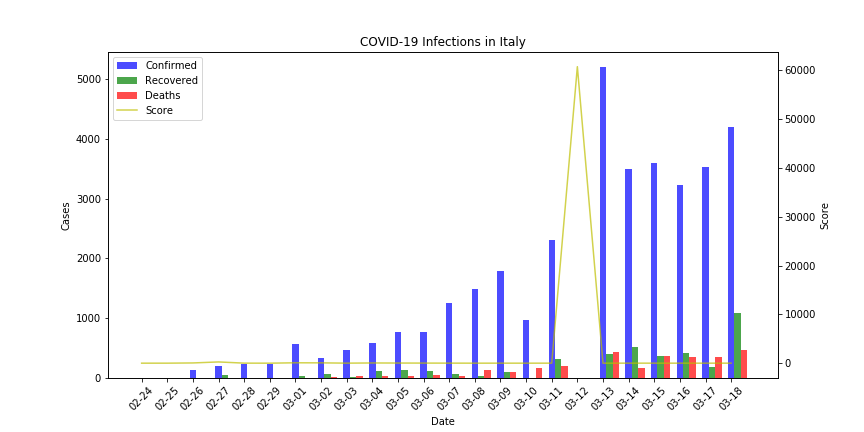 COVID-19 Infections in Italy
Confirmed
Recovered
Deaths
Score
5000
4000
3000
2000
1000
0
Cases
60000
50000
40000
30000
20000
10000
0
Score
02-24 02-25 02-26 02-27 02-28 02-29 03-01 03-02 03-03 03-04 03-05 03-06 03-07 03-08 03-09 03-10 03-11 03-12 03-13 03-14 03-15 03-16 03-17 03-18
Date